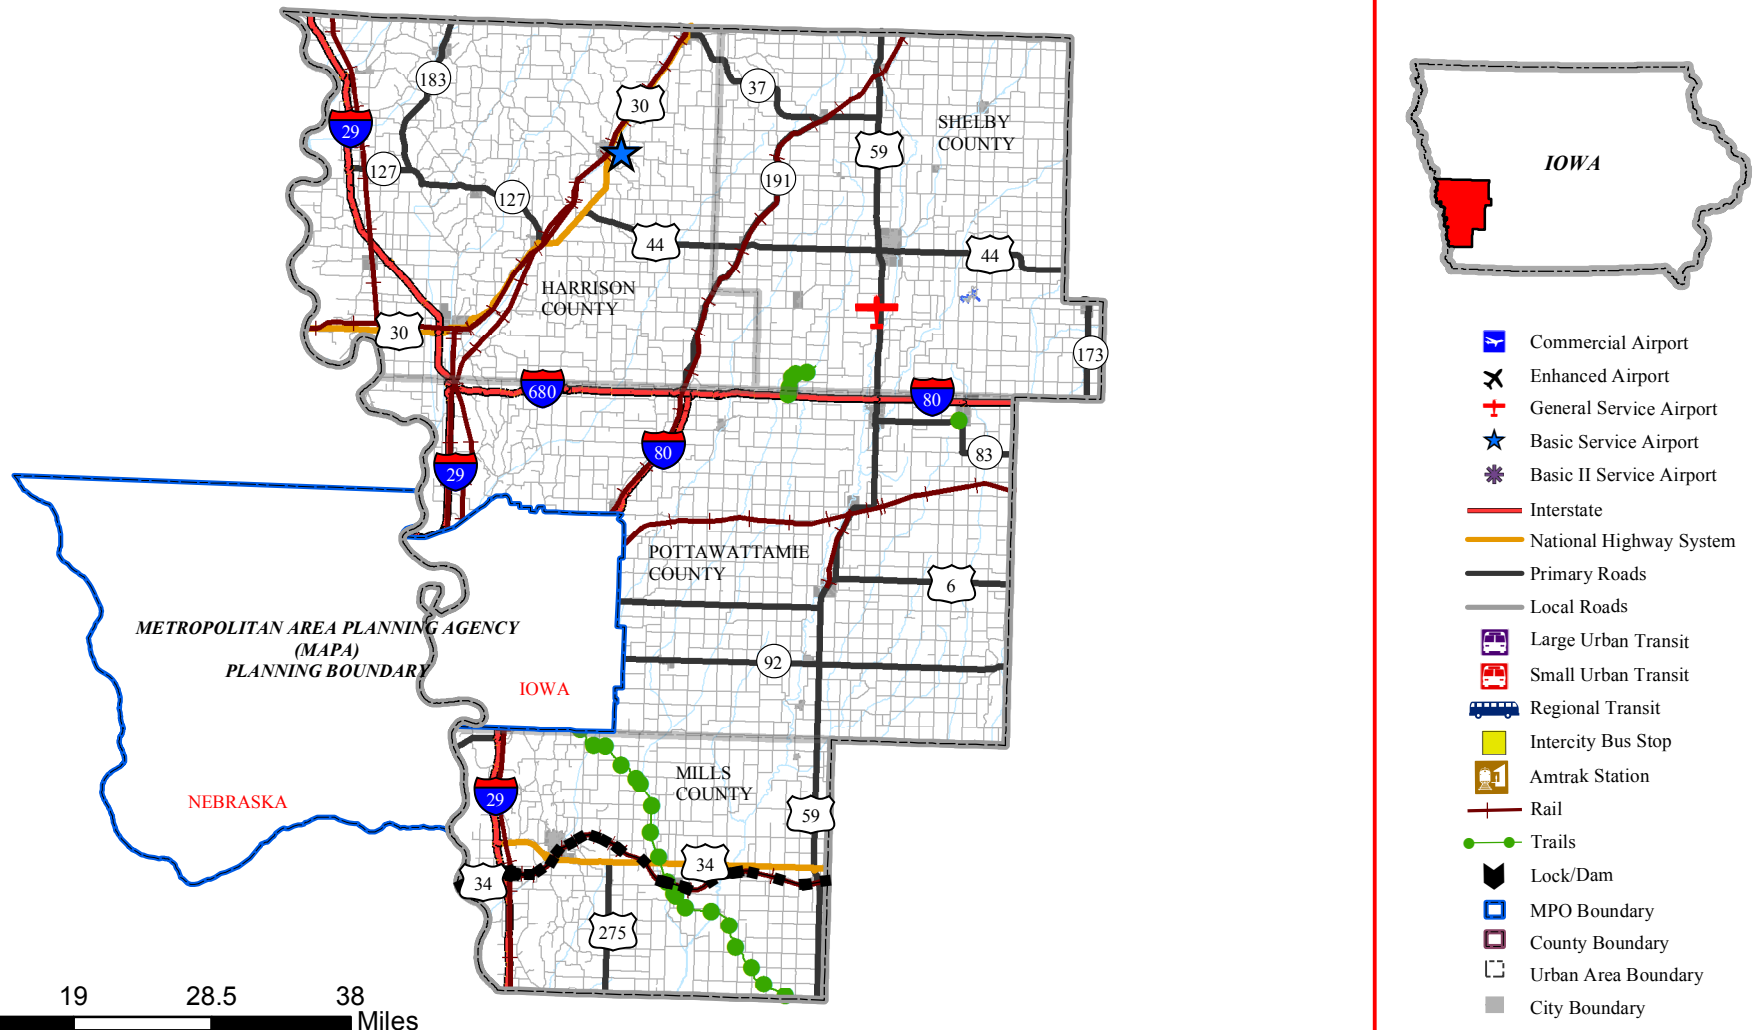 183
29
127
127
30
37
59
SHELBY
COUNTY
191
44
44
HARRISON
COUNTY
30
173
680
80
80
83
29
POTTAWATTAMIE
COUNTY
6
METROPOLITAN AREA PLANNING AGENCY
(MAPA)
PLANNING BOUNDARY
92
IOWA
NEBRASKA
MILLS
COUNTY
29
59
34
34
275
19 28.5 38
Miles
IOWA
Commercial Airport
Enhanced Airport
General Service Airport
Basic Service Airport
Basic II Service Airport
Interstate
National Highway System
Primary Roads
Local Roads
Large Urban Transit
Small Urban Transit
Regional Transit
Intercity Bus Stop
Amtrak Station
Rail
Trails
Lock/Dam
MPO Boundary
County Boundary
Urban Area Boundary
City Boundary